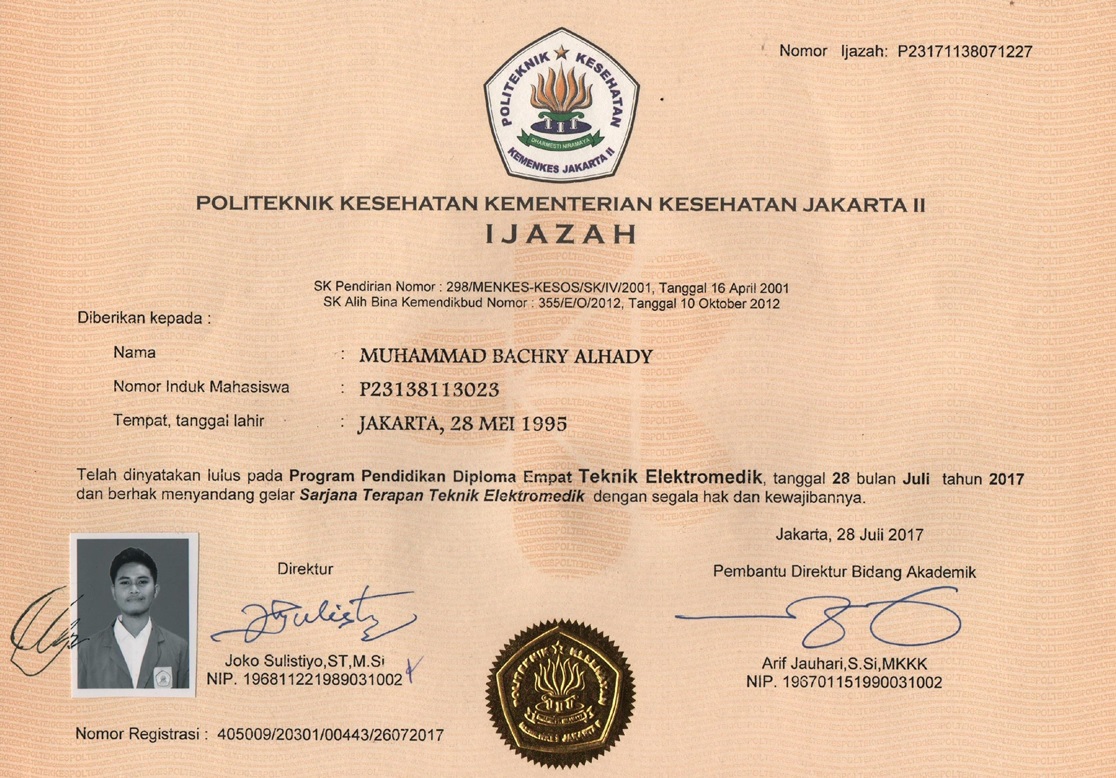 Nomor Ijazah: P23171138071227
POLITEKNIK KESEHATAN
DHARMESTI NIRAMAYA
KEMENKES JAKARTA II
POLITEKNIK KESEHATAN KEMENTERIAN KESEHATAN JAKARTA II
IJAZAH
SK Pendirian Nomor : 298/MENKES-KESOS/SK/IV/2001, Tanggal 16 April 2001
SK Alih Bina Kemendikbud Nomor : 355/E/O/2012, Tanggal 10 Oktober 2012
Diberikan kepada :
Nama : MUHAMMAD BACHRY ALHADY
Nomor Induk Mahasiswa : P23138113023
Tempat, tanggal lahir : JAKARTA, 28 MEI 1995
Telah dinyatakan lulus pada Program Pendidikan Diploma Empat Teknik Elektromedik, tanggal 28 bulan Juli tahun 2017
dan berhak menyandang gelar Sarjana Terapan Teknik Elektromedik dengan segala hak dan kewajibannya.
Jakarta, 28 Juli 2017
Direktur
Pembantu Direktur Bidang Akademik
Joko Sulistiyo,ST,M.Si
NIP. 196811221989031002
Arif Jauhari,S.Si,MKKK
NIP. 196701151990031002
POLITEKNIK KESEHATAN
KEMENKES JAKARTA II
Nomor Registrasi : 405009/20301/00443/26072017